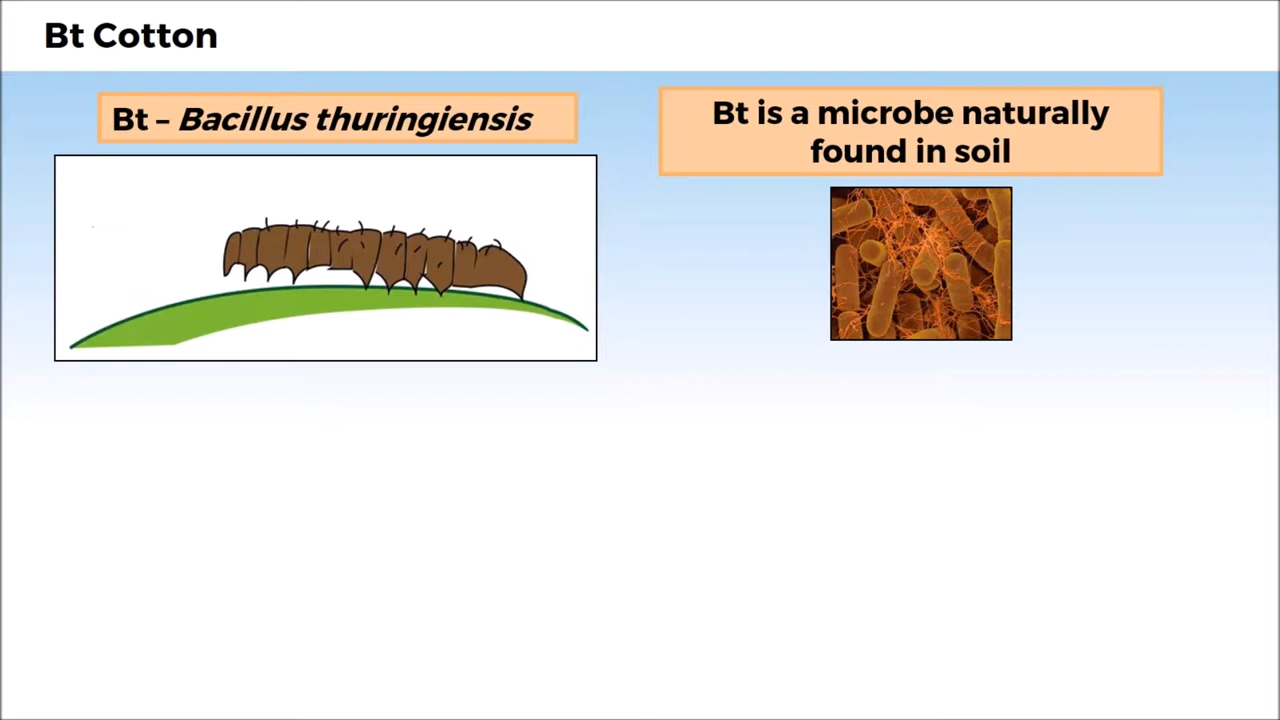 Bt Cotton
Bt – Bacillus thuringiensis
Bt is a microbe naturally
found in soil